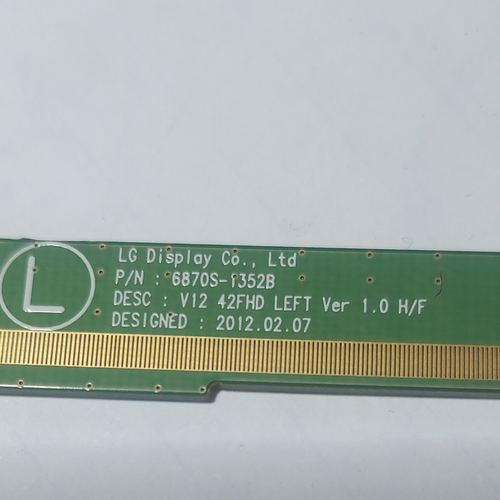 L
LG Display Co., Ltd
P/N : 6870S-1352B
DESC : V12 42FHD LEFT Ver 1.0 H/F
DESIGNED : 2012.02.07